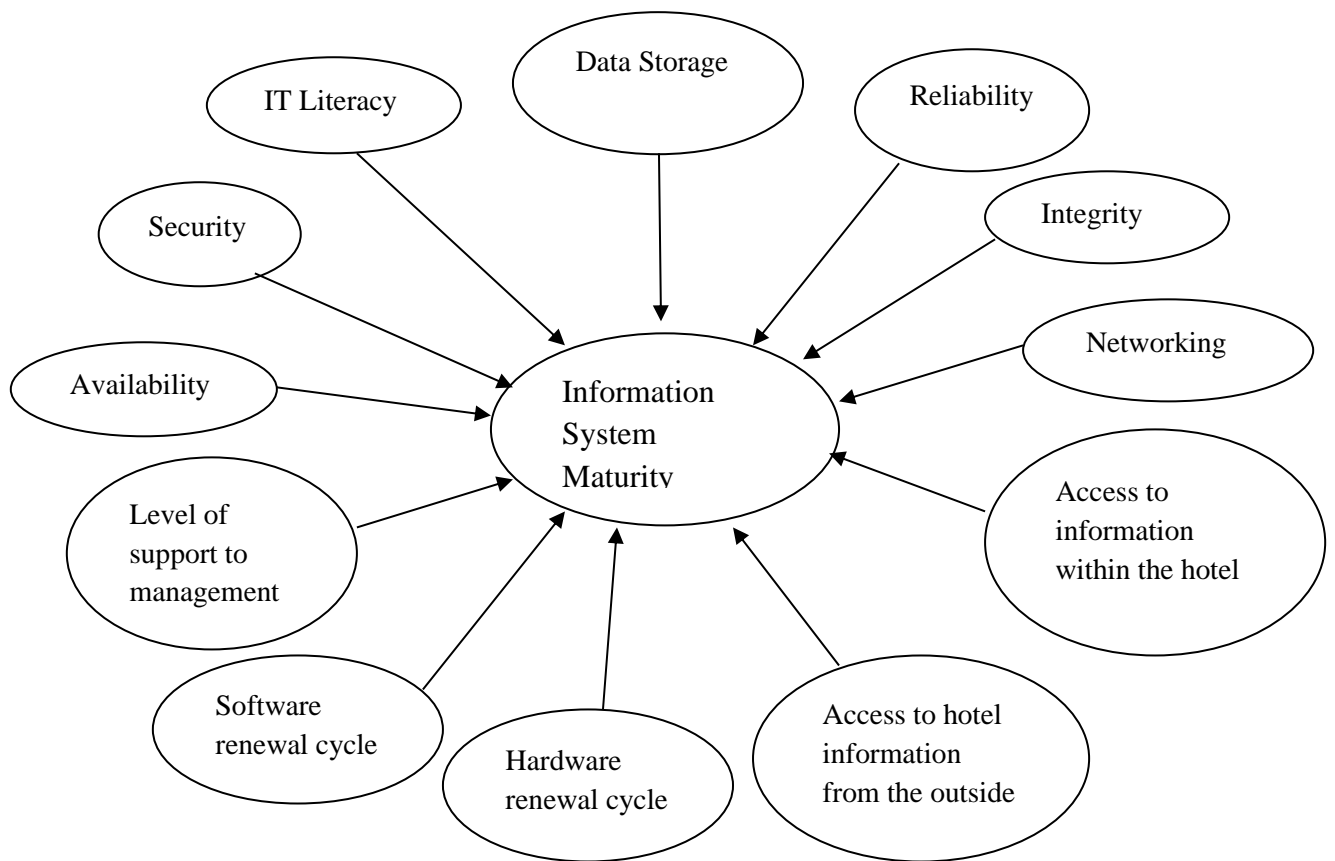 Data Storage
IT Literacy
Reliability
Security
Integrity
Networking
Availability
Information
System
Maturity
Access to
information
within the hotel
Level of
support to
management
Software
renewal cycle
Hardware
renewal cycle
Access to hotel
information
from the outside